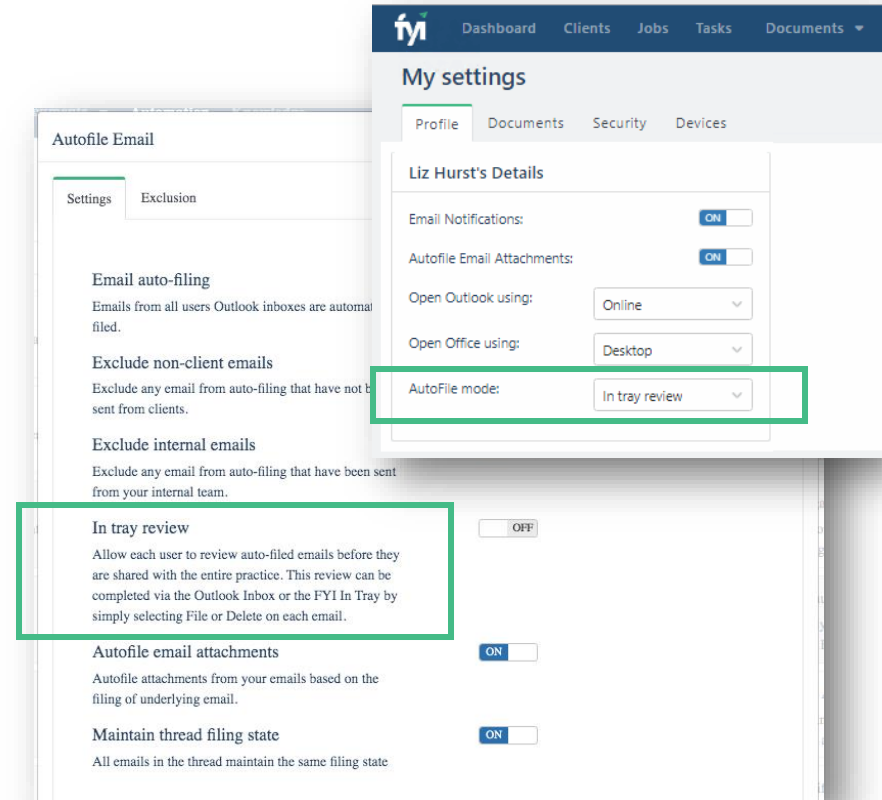 fyi Dashboard Clients Jobs Tasks Documents
My settings
Profile Documents Security Devices
Liz Hurst's Details
Email Notifications: ON
Autofile Email Attachments: ON
Open Outlook using: Online
Open Office using: Desktop
AutoFile mode: In tray review
Autofile Email
Settings Exclusion
Email auto-filing
Emails from all users Outlook inboxes are
filed.
Exclude non-client emails
Exclude any email from auto-filing that have not
sent from clients.
Exclude internal emails
Exclude any email from auto-filing that have been sent
from your internal team.
In tray review OFF
Allow each user to review auto-filed emails before they
are shared with the entire practice. This review can be
completed via the Outlook Inbox or the FYI In Tray by
simply selecting File or Delete on each email.
Autofile email attachments ON
Autofile attachments from your emails based on the
filing of underlying email.
Maintain thread filing state ON
All emails in the thread maintain the same filing state